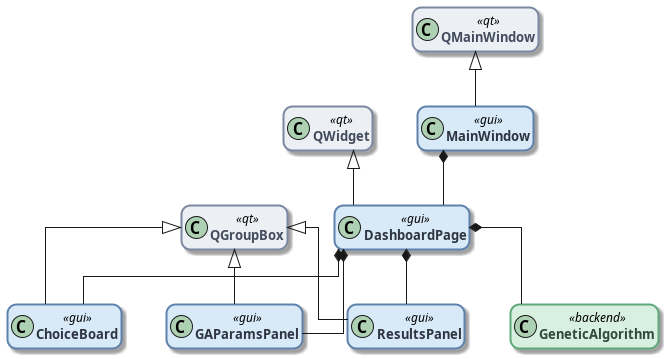 «qt»
C QMainWindow
«qt»
C QWidget
«gui»
C MainWindow
«qt»
C QGroupBox
«gui»
C DashboardPage
«gui»
C ChoiceBoard
«gui»
C GAParamsPanel
«gui»
C ResultsPanel
«backend»
C GeneticAlgorithm